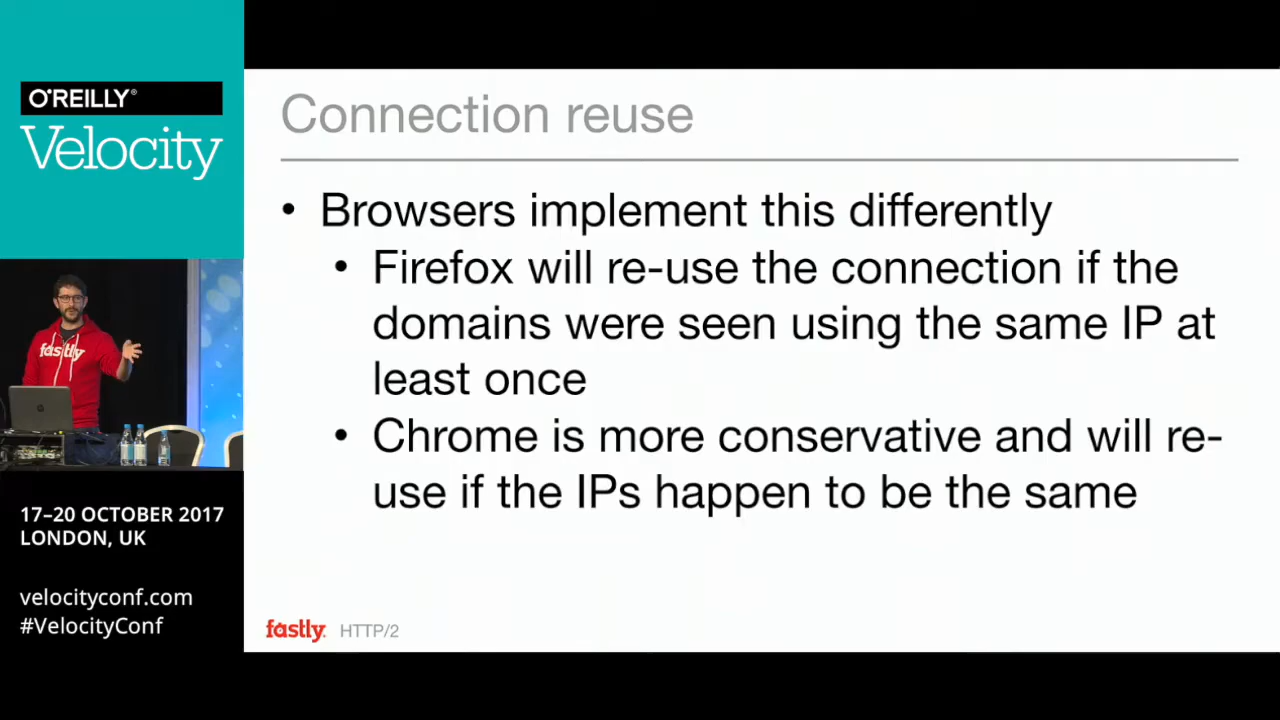 O'REILLY®
Velocity
fastly
17–20 OCTOBER 2017
LONDON, UK
velocityconf.com
#VelocityConf
Connection reuse
• Browsers implement this differently
• Firefox will re-use the connection if the
domains were seen using the same IP at
least once
• Chrome is more conservative and will re-
use if the IPs happen to be the same
fastly HTTP/2